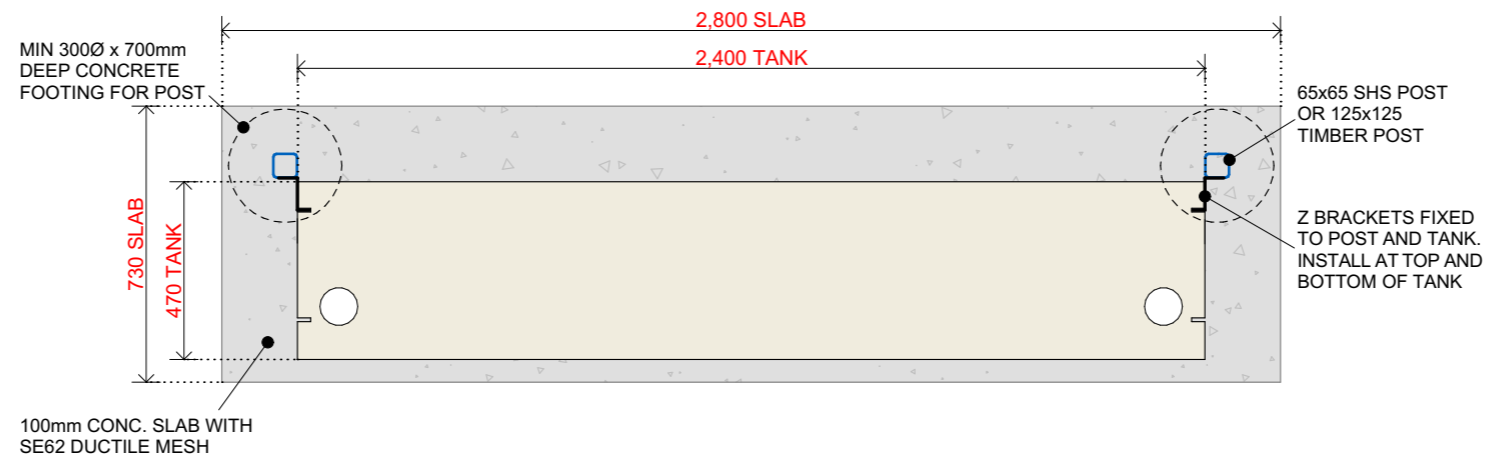 2,800 SLAB
2,400 TANK
MIN 300Ø x 700mm
DEEP CONCRETE
FOOTING FOR POST
65x65 SHS POST
OR 125x125
TIMBER POST
730 SLAB
470 TANK
Z BRACKETS FIXED
TO POST AND TANK.
INSTALL AT TOP AND
BOTTOM OF TANK
100mm CONC. SLAB WITH
SE62 DUCTILE MESH